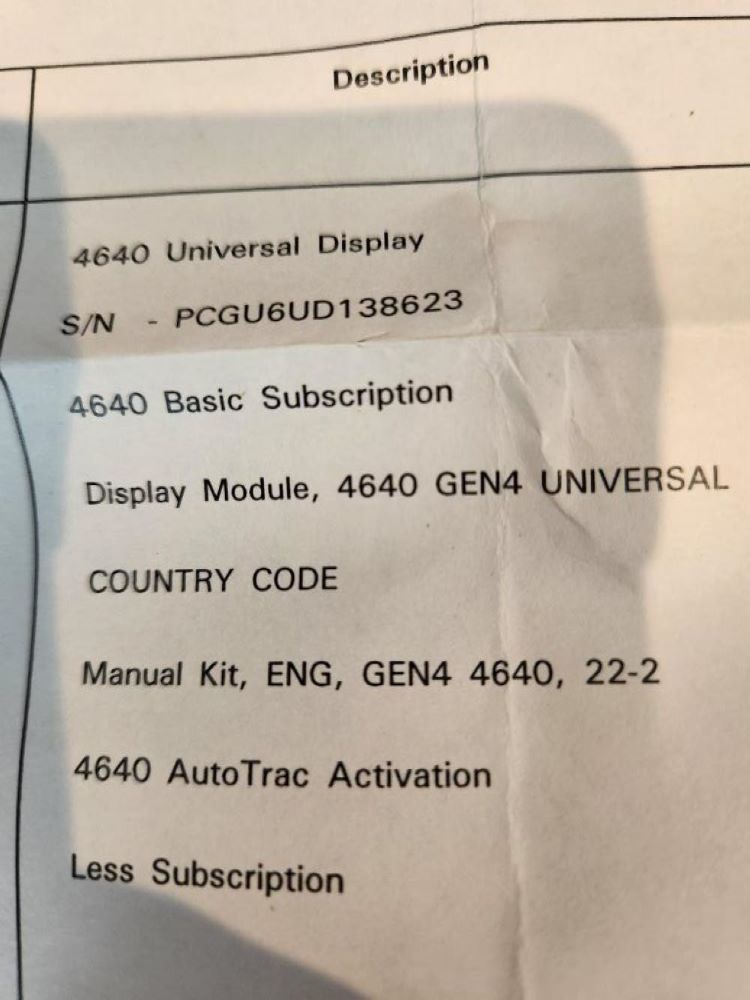 Description
4640 Universal Display
S/N - PCGU6UD138623
4640 Basic Subscription
Display Module, 4640 GEN4 UNIVERSAL
COUNTRY CODE
Manual Kit, ENG, GEN4 4640, 22-2
4640 AutoTrac Activation
Less Subscription